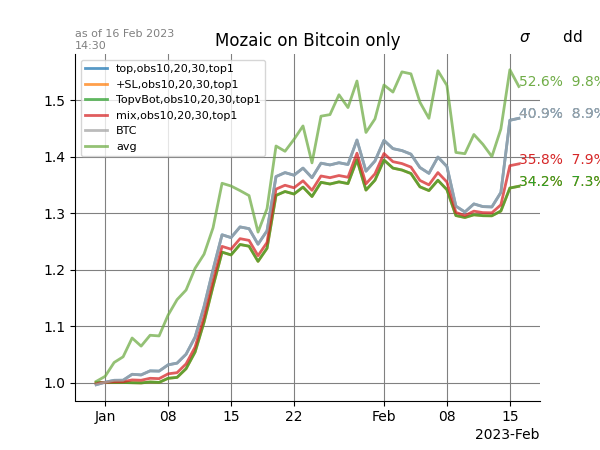 as of 16 Feb 2023
14:30
Mozaic on Bitcoin only
σ dd
top,obs10,20,30,top1
+SL,obs10,20,30,top1
TopvBot,obs10,20,30,top1
mix,obs10,20,30,top1
BTC
avg
52.6% 9.8%
40.9% 8.9%
35.8% 7.9%
34.2% 7.3%
1.5
1.4
1.3
1.2
1.1
1.0
Jan 08 15 22 Feb 08 15
2023-Feb